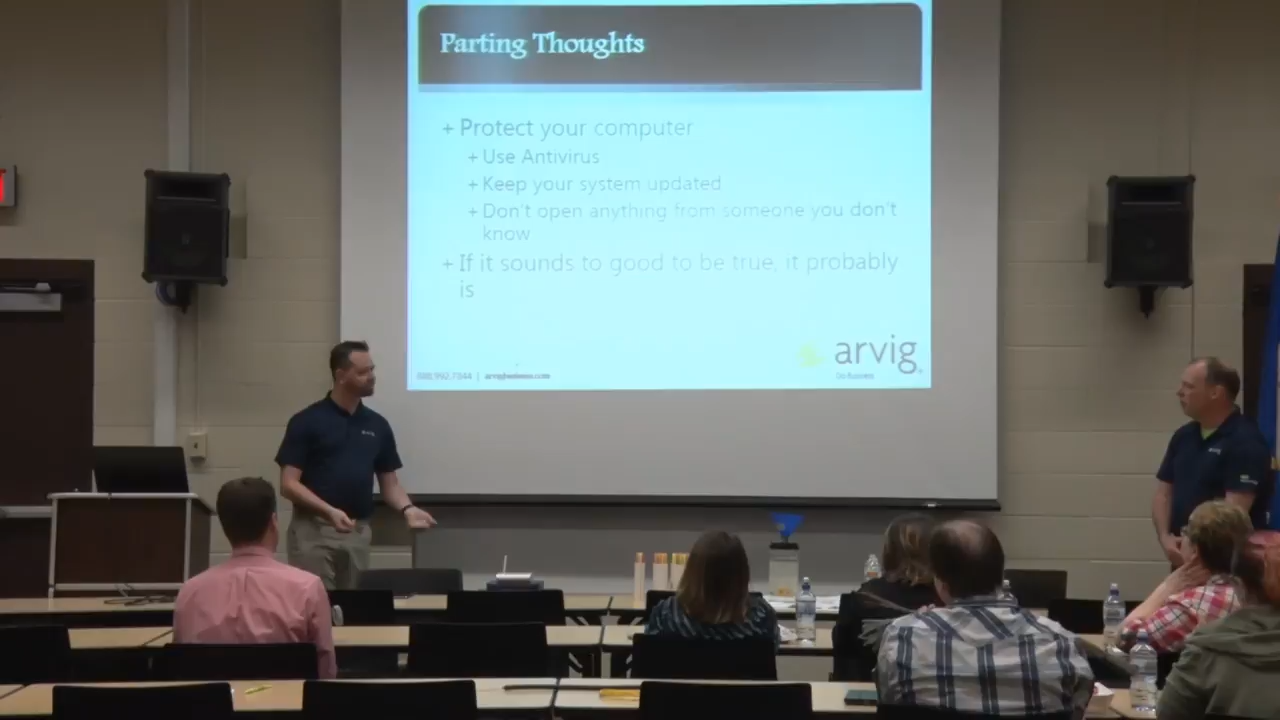 Parting Thoughts
+ Protect your computer
+ Use Antivirus
+ Keep your system updated
+ Don't open anything from someone you don't
know
+ If it sounds to good to be true, it probably
is
arvig